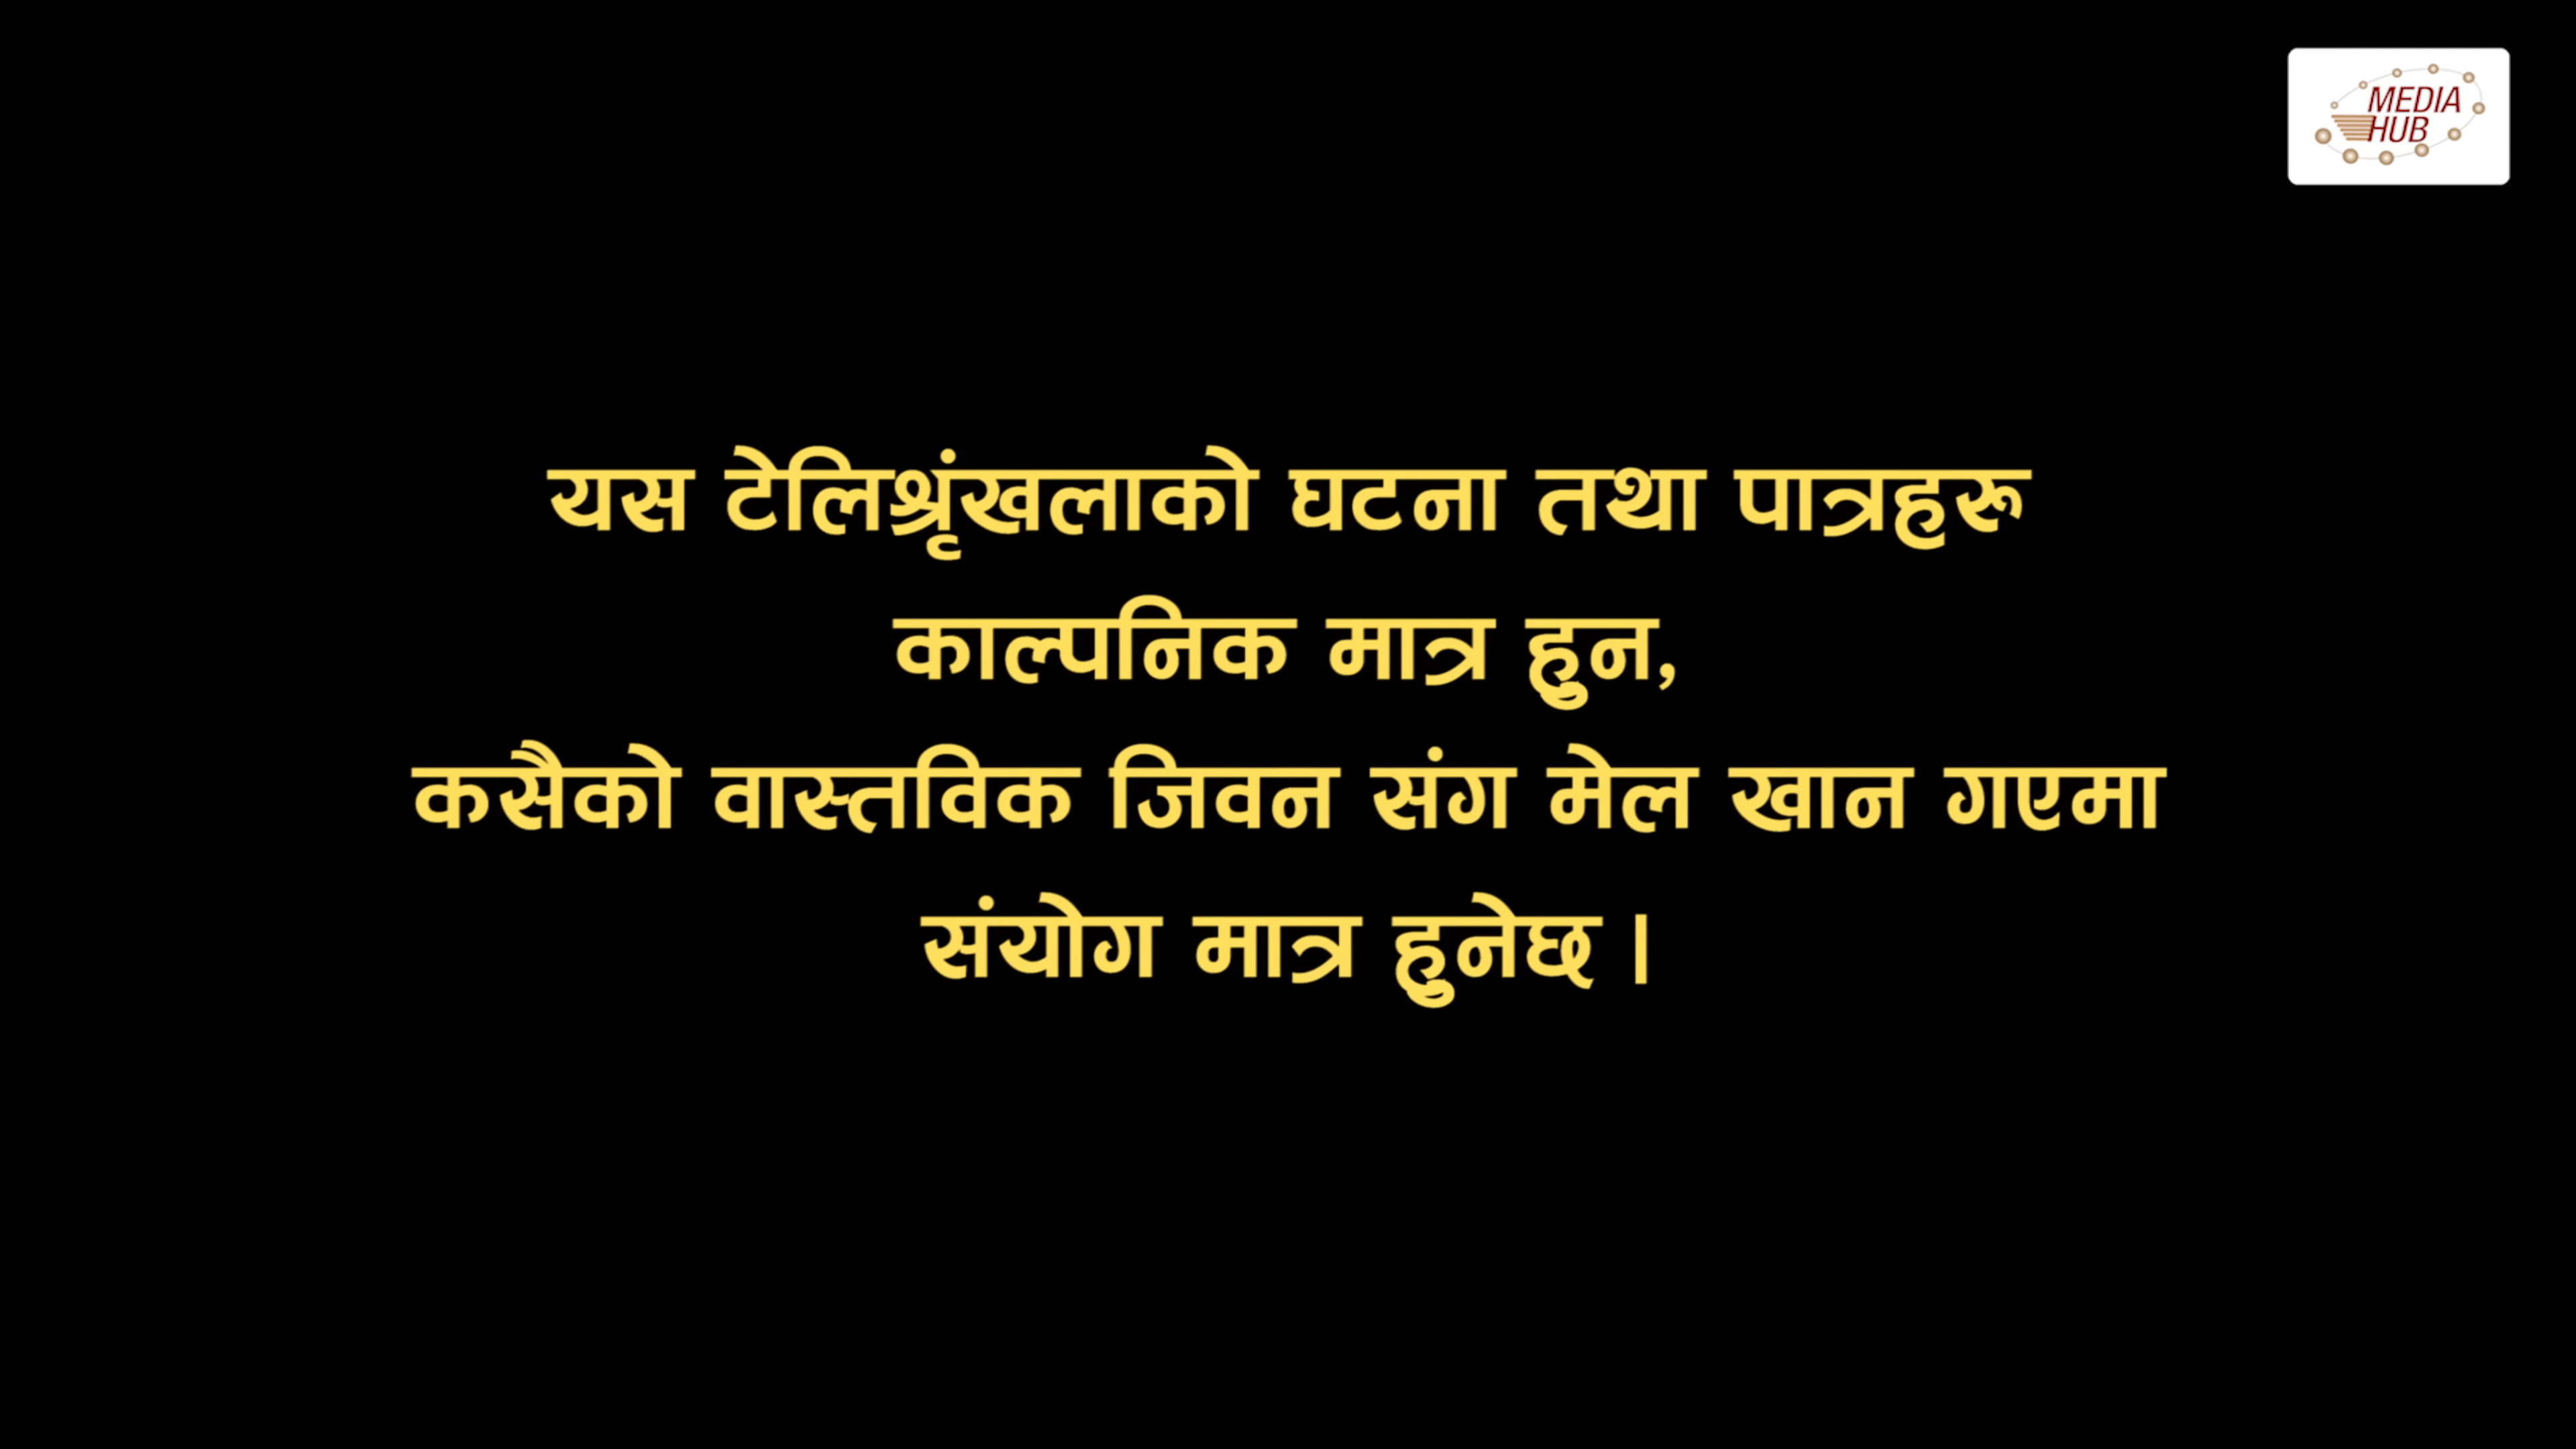 MEDIA
HUB
यस टेलिश्रृंखलाको घटना तथा पात्रहरू
काल्पनिक मात्र हुन,
कसैको वास्तविक जिवन संग मेल खान गएमा
संयोग मात्र हुनेछ ।